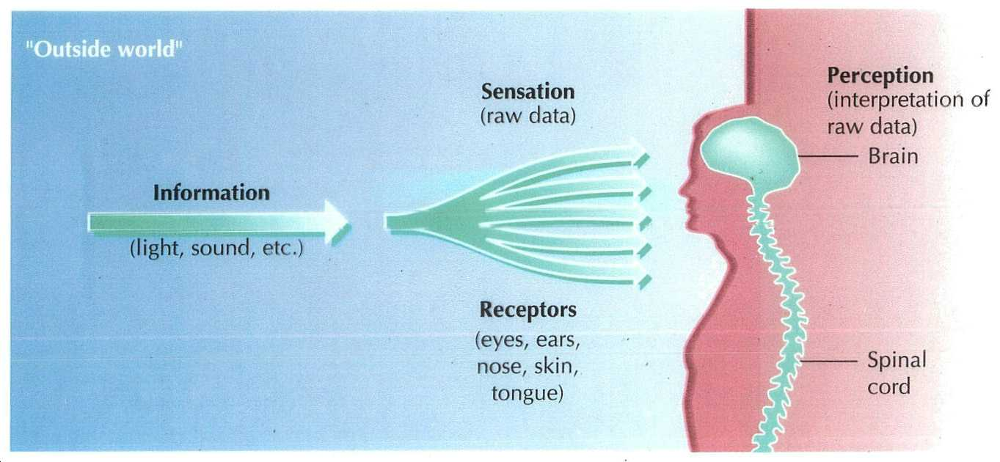 "Outside world"
Information
(light, sound, etc.)
Sensation
(raw data)
Receptors
(eyes, ears,
nose, skin,
tongue)
Perception
(interpretation of
raw data)
Brain
Spinal
cord